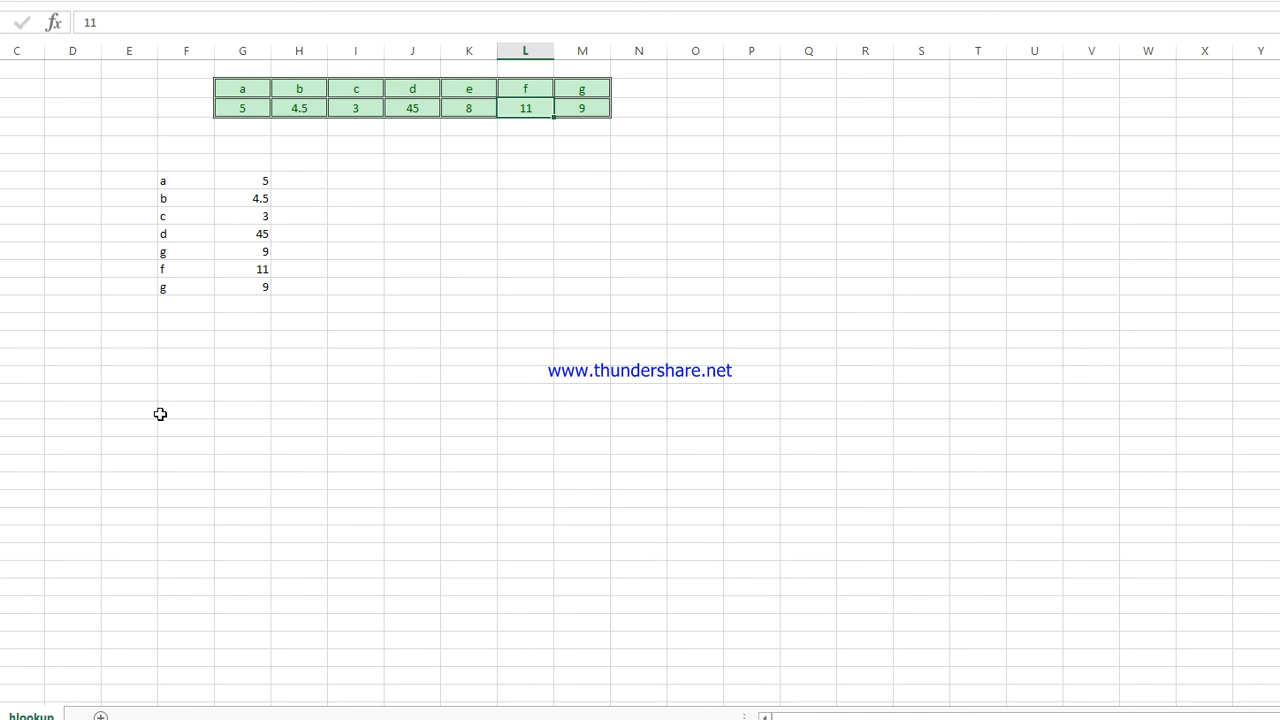 fx 11
C D E F G H I J K L M N O P Q R S T U V W X Y
a b c d e f g
5 4.5 3 45 8 11 9
a 5
b 4.5
c 3
d 45
g 9
f 11
g 9
www.thundershare.net
hlookup